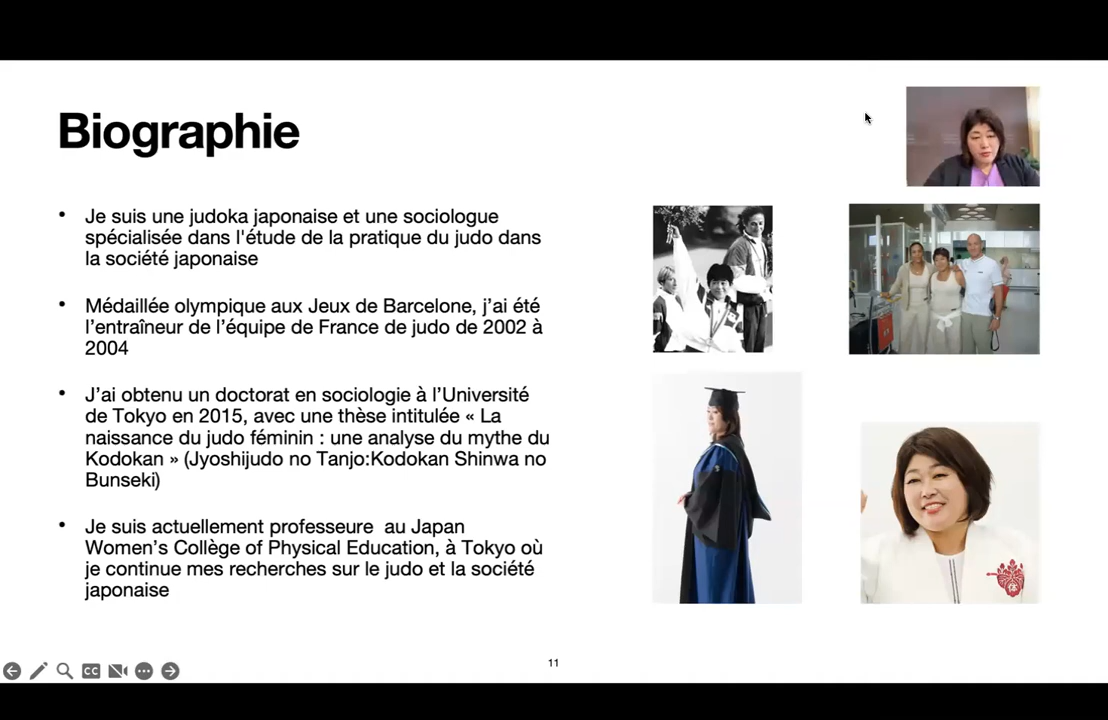 Biographie
• Je suis une judoka japonaise et une sociologue
spécialisée dans l'étude de la pratique du judo dans
la société japonaise
• Médaillée olympique aux Jeux de Barcelone, j’ai été
l’entraîneur de l’équipe de France de judo de 2002 à
2004
• J’ai obtenu un doctorat en sociologie à l’Université
de Tokyo en 2015, avec une thèse intitulée « La
naissance du judo féminin : une analyse du mythe du
Kodokan » (Jyoshijudo no Tanjo:Kodokan Shinwa no
Bunseki)
• Je suis actuellement professeure  au Japan
Women’s Collège of Physical Education, à Tokyo où
je continue mes recherches sur le judo et la société
japonaise
体
11
CC